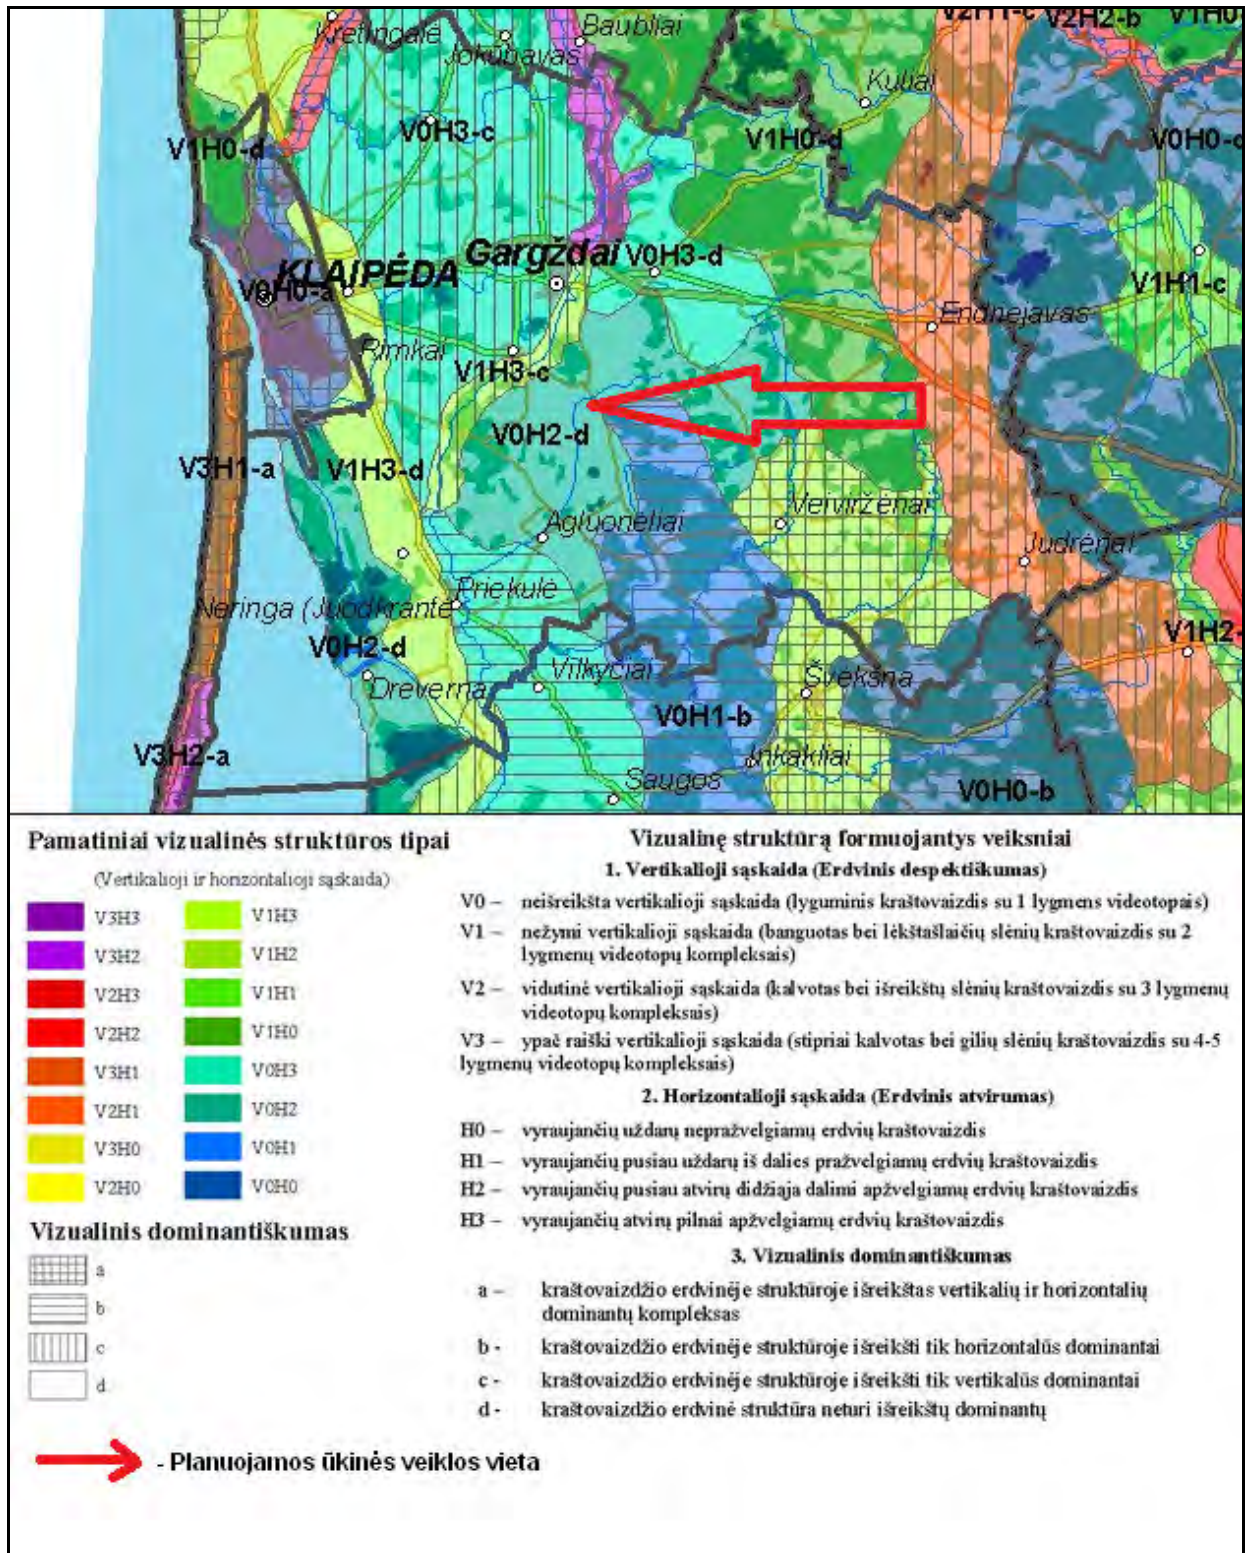 V2H1-c V2H2-b V1H0-
Kretingalė
Baubliai
Jokūbavas
Kuliai
V0H3-c
V1H0-d
V1H0-d
V0H0-c
Gargždai
V0H3-d
KLAIPĖDA
V0H0-a
V1H1-c
Endriejavas
Rimkai
V1H3-c
V0H2-d
V3H1-a
V1H3-d
Veiviržėnai
Agluonėliai
Judrėnai
Priekulė
Neringa (Juodkrantė
V1H2-
V0H2-d
Vilkyčiai
Švėkšna
Dreverna
V0H1-b
V3H2-a
Inkakliai
Saugos
V0H0-b
Pamatiniai vizualinės struktūros tipai
(Vertikalioji ir horizontalioji sąskaida)
V3H3
V3H2
V2H3
V2H2
V3H1
V2H1
V3H0
V2H0
V1H3
V1H2
V1H1
V1H0
V0H3
V0H2
V0H1
V0H0
Vizualinis dominantiškumas
a
b
c
d
Vizualinę struktūrą formuojantys veiksniai
1. Vertikalioji sąskaida (Erdvinis despektiškumas)
V0 – neišreikšta vertikalioji sąskaida (lyguminis kraštovaizdis su 1 lygmens videotopais)
V1 – nežymi vertikalioji sąskaida (banguotas bei lėkštašlaičių slėnių kraštovaizdis su 2
lygmenų videotopų kompleksais)
V2 – vidutinė vertikalioji sąskaida (kalvotas bei išreikštų slėnių kraštovaizdis su 3 lygmenų
videotopų kompleksais)
V3 – ypač raiški vertikalioji sąskaida (stipriai kalvotas bei gilių slėnių kraštovaizdis su 4-5
lygmenų videotopų kompleksais)
2. Horizontalioji sąskaida (Erdvinis atvirumas)
H0 – vyraujančių uždarų nepražvelgiamų erdvių kraštovaizdis
H1 – vyraujančių pusiau uždarų iš dalies pražvelgiamų erdvių kraštovaizdis
H2 – vyraujančių pusiau atvirų didžiąja dalimi apžvelgiamų erdvių kraštovaizdis
H3 – vyraujančių atvirų pilnai apžvelgiamų erdvių kraštovaizdis
3. Vizualinis dominantiškumas
a – kraštovaizdžio erdvinėje struktūroje išreikštas vertikalių ir horizontalių
dominantų kompleksas
b - kraštovaizdžio erdvinėje struktūroje išreikšti tik horizontalūs dominantai
c - kraštovaizdžio erdvinėje struktūroje išreikšti tik vertikalūs dominantai
d - kraštovaizdžio erdvinė struktūra neturi išreikštų dominantų
- Planuojamos ūkinės veiklos vieta